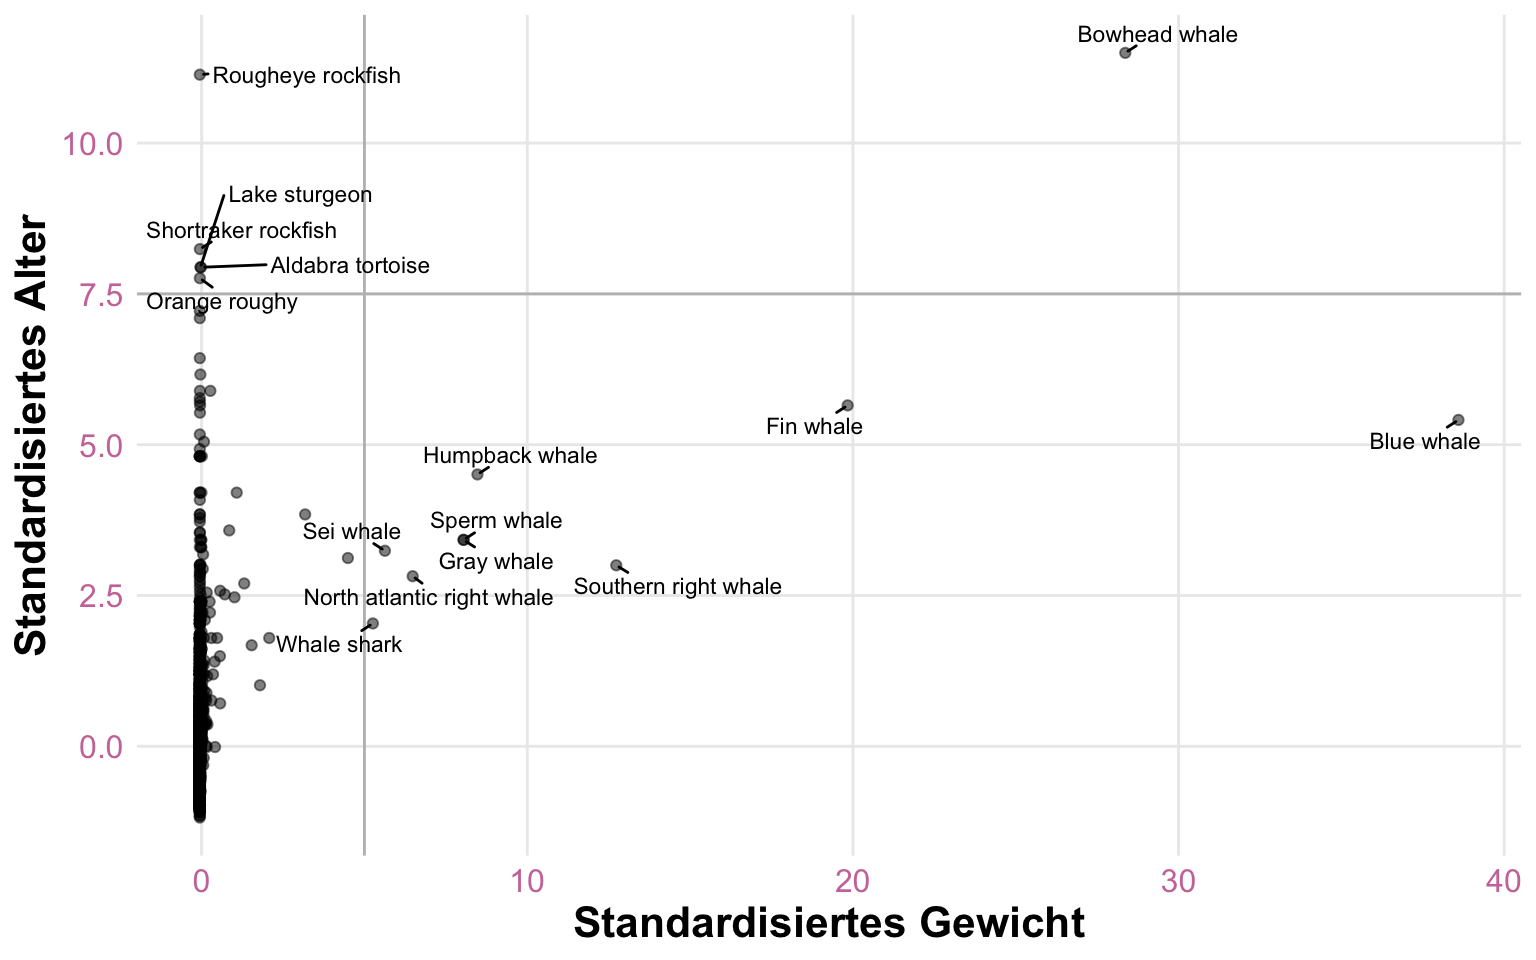 Bowhead whale
Rougheye rockfish
10.0
Lake sturgeon
Shortraker rockfish
Aldabra tortoise
7.5
Orange roughy
Fin whale
5.0
Blue whale
Humpback whale
Sperm whale
Sei whale
Gray whale
Southern right whale
2.5
North atlantic right whale
Whale shark
0.0
Standardisiertes Alter
0
10
20
30
40
Standardisiertes Gewicht